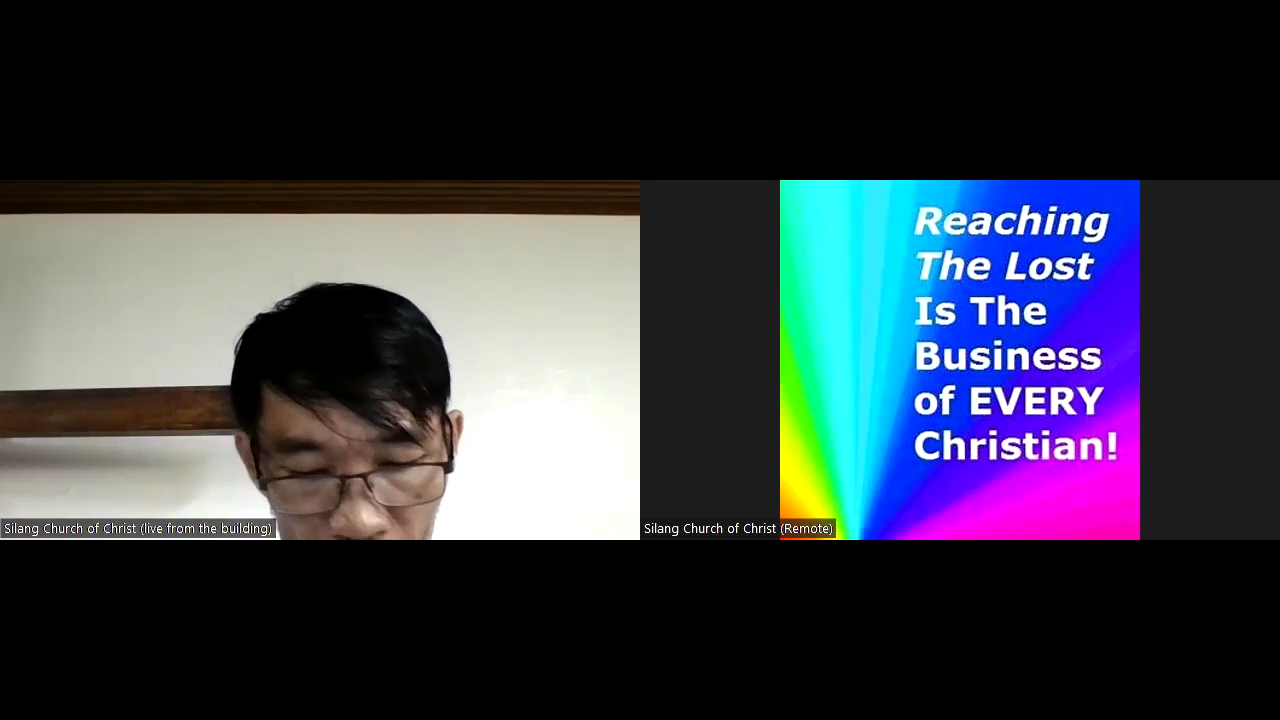 Reaching
The Lost
Is The
Business
of EVERY
Christian!
Silang Church of Christ (live from the building)
Silang Church of Christ (Remote)